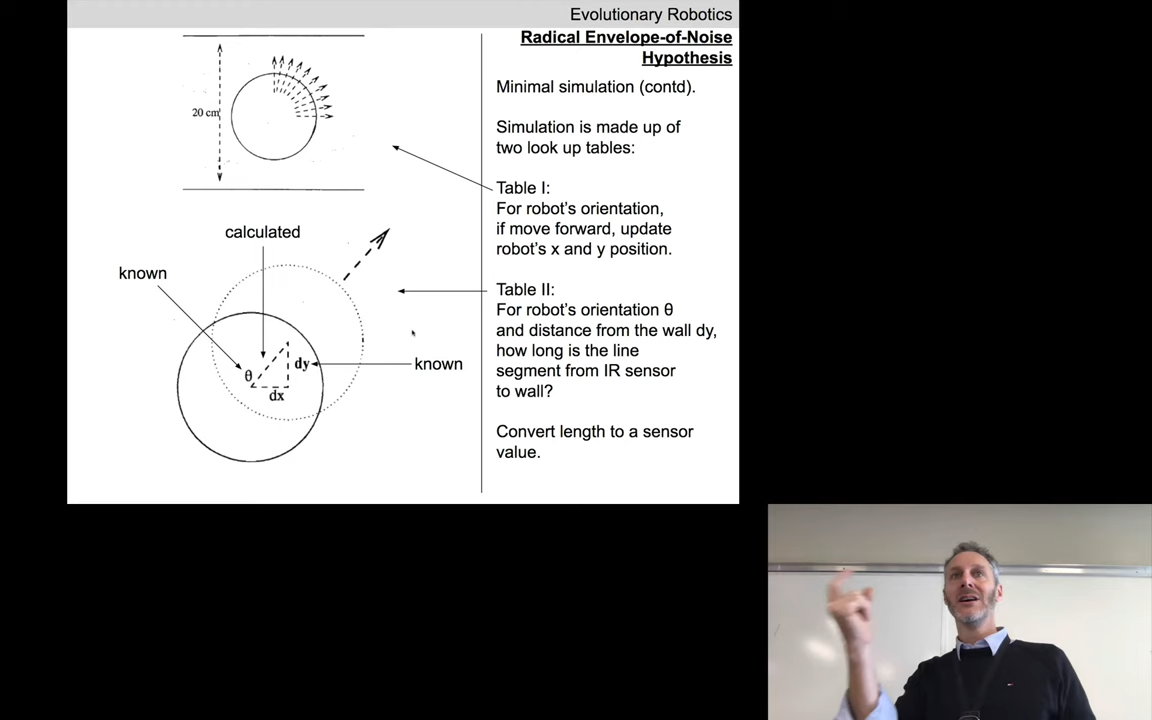 Evolutionary Robotics
Radical Envelope-of-Noise
Hypothesis
20 cm
Minimal simulation (contd).
Simulation is made up of
two look up tables:
Table I:
For robot's orientation,
if move forward, update
robot's x and y position.
calculated
known
θ
dy
dx
known
Table II:
For robot's orientation θ
and distance from the wall dy,
how long is the line
segment from IR sensor
to wall?
Convert length to a sensor
value.